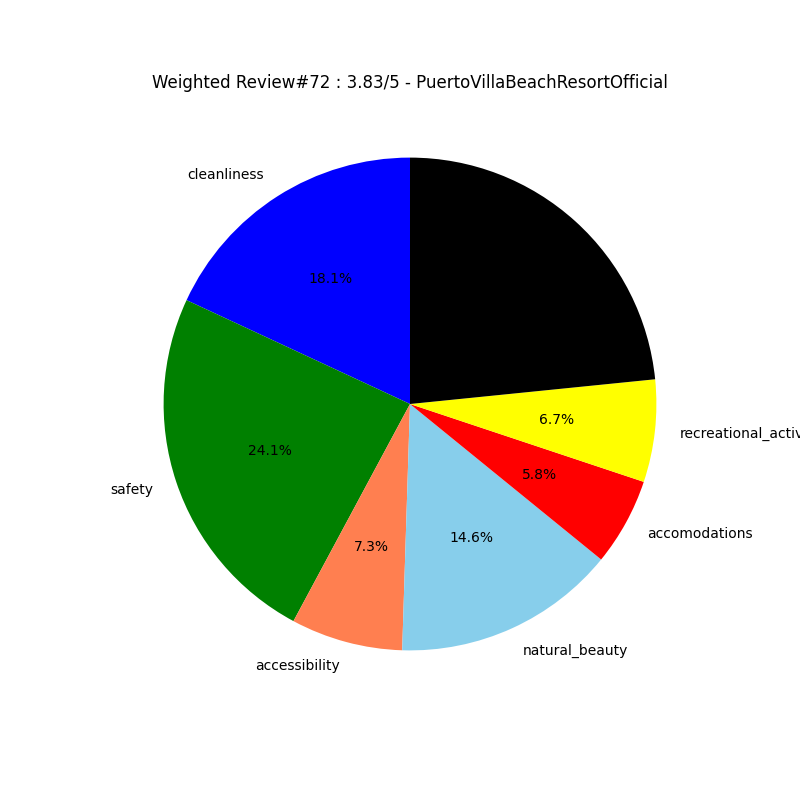 Weighted Review#72 : 3.83/5 - PuertoVillaBeachResortOfficial
cleanliness
18.1%
6.7%
recreational_activ
24.1%
5.8%
safety
accomodations
7.3%
14.6%
natural_beauty
accessibility